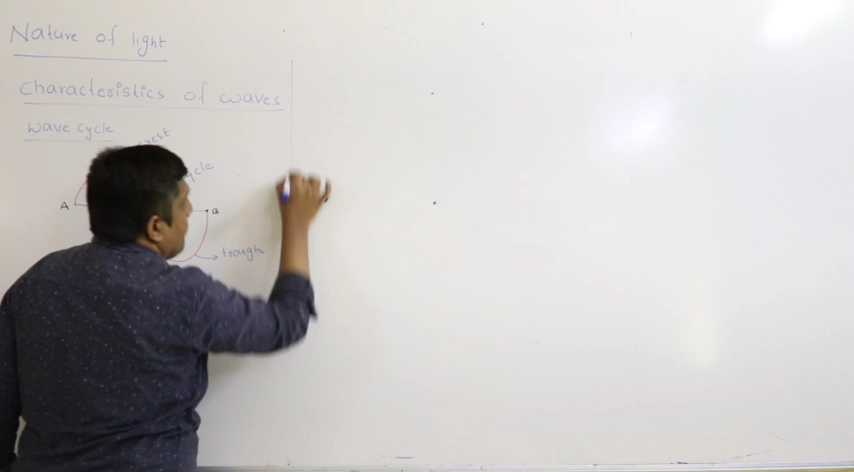 Nature of light
Characteristics of waves
Wave cycle
A
B
trough